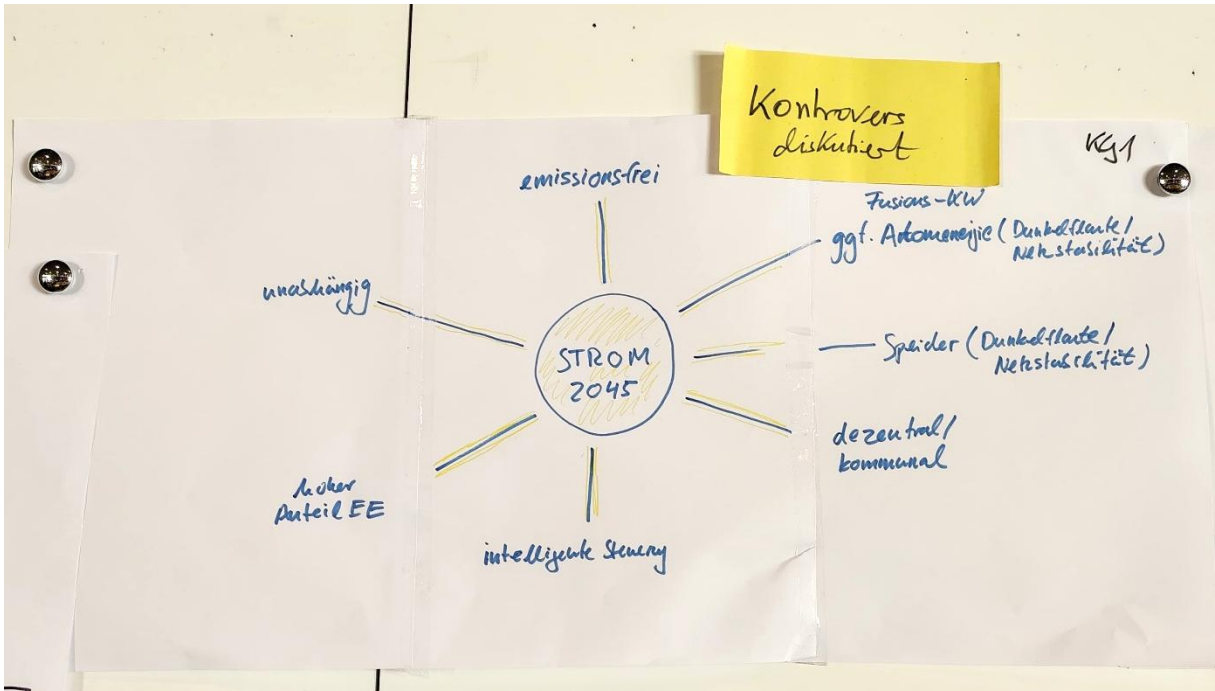 Kontrovers
diskutiert
KG1
emissionsfrei
Fusions-KW
ggf. Atomenergie (Dunkelflaute/
Netzstabilität)
unabhängig
STROM
2045
Speicher (Dunkelflaute/
Netzstabilität)
dezentral/
kommunal
hoher
Anteil EE
intelligente Steuerung